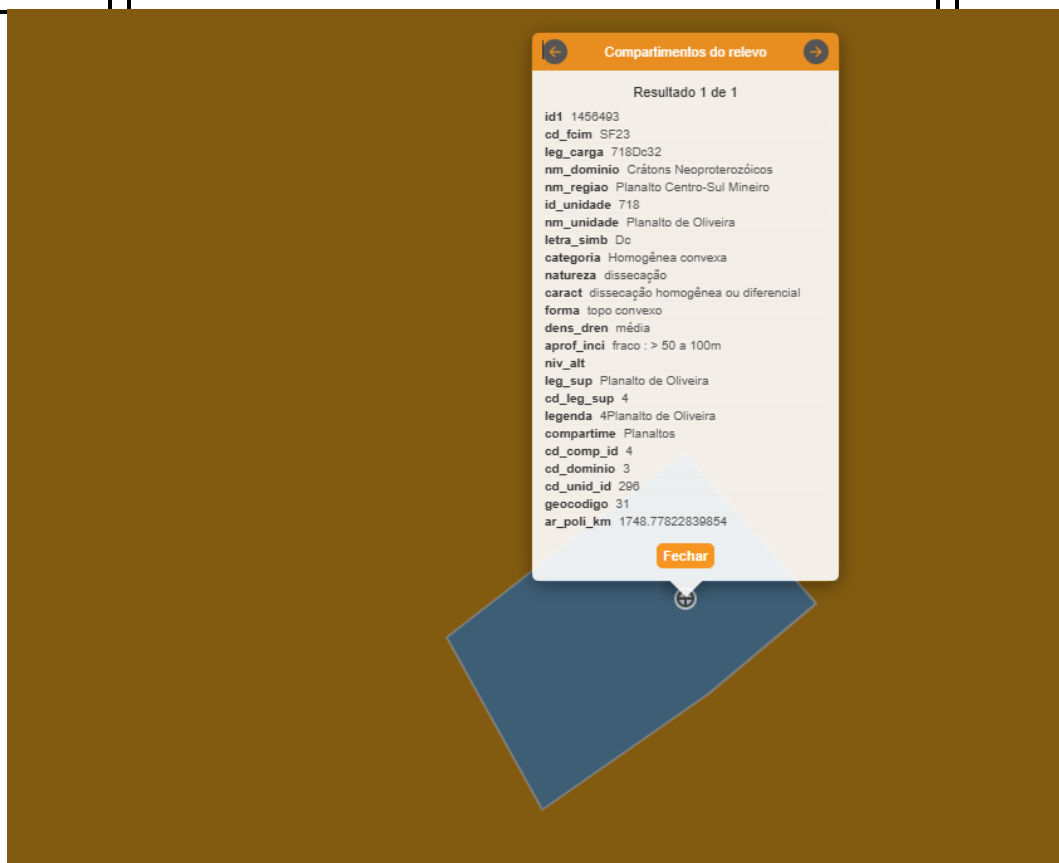 Compartimentos do relevo
Resultado 1 de 1
id1 1456493
cd_fcim SF23
leg_carga 718Dc32
nm_dominio Crátons Neoproterozóicos
nm_regiao Planalto Centro-Sul Mineiro
id_unidade 718
nm_unidade Planalto de Oliveira
letra_simb Dc
categoria Homogênea convexa
natureza dissecação
caract dissecação homogênea ou diferencial
forma topo convexo
dens_dren média
aprof_inci fraco : > 50 a 100m
niv_alt
leg_sup Planalto de Oliveira
cd_leg_sup 4
legenda 4Planalto de Oliveira
compartime Planaltos
cd_comp_id 4
cd_dominio 3
cd_unid_id 296
geocodigo 31
ar_poli_km 1748.77822839854
Fechar